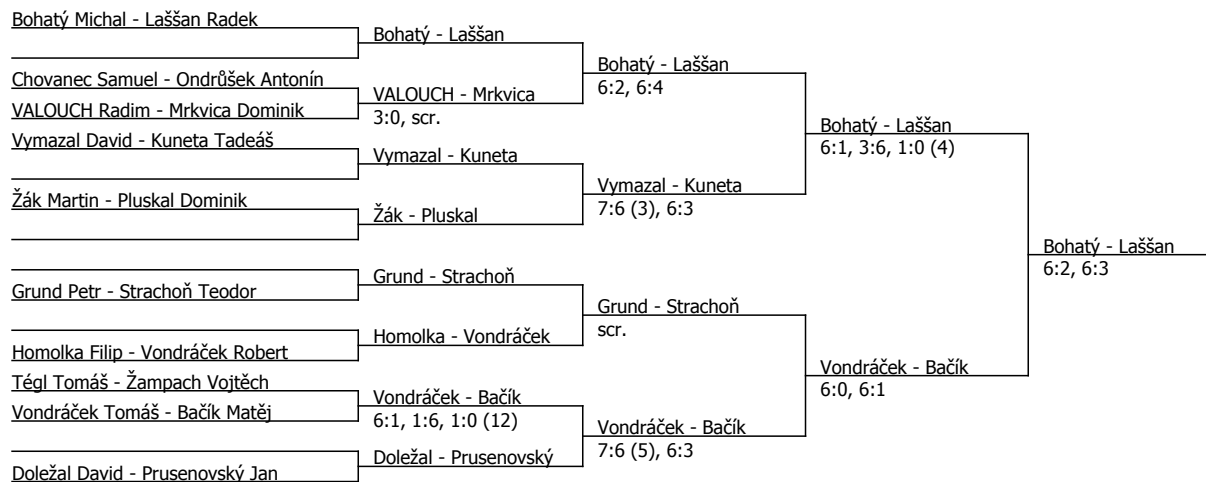 Bohatý Michal - Laššan Radek
Chovanec Samuel - Ondrůšek Antonín
VALOUCH Radim - Mrkvica Dominik
Vymazal David - Kuneta Tadeáš
Žák Martin - Pluskal Dominik
Grund Petr - Strachoň Teodor
Homolka Filip - Vondráček Robert
Tégl Tomáš - Žampach Vojtěch
Vondráček Tomáš - Bačík Matěj
Doležal David - Prusenovský Jan
Bohatý - Laššan
VALOUCH - Mrkvica
3:0, scr.
Vymazal - Kuneta
Žák - Pluskal
Grund - Strachoň
Homolka - Vondráček
Vondráček - Bačík
6:1, 1:6, 1:0 (12)
Doležal - Prusenovský
Bohatý - Laššan
6:2, 6:4
Vymazal - Kuneta
7:6 (3), 6:3
Grund - Strachoň
scr.
Vondráček - Bačík
7:6 (5), 6:3
Bohatý - Laššan
6:1, 3:6, 1:0 (4)
Vondráček - Bačík
6:0, 6:1
Bohatý - Laššan
6:2, 6:3